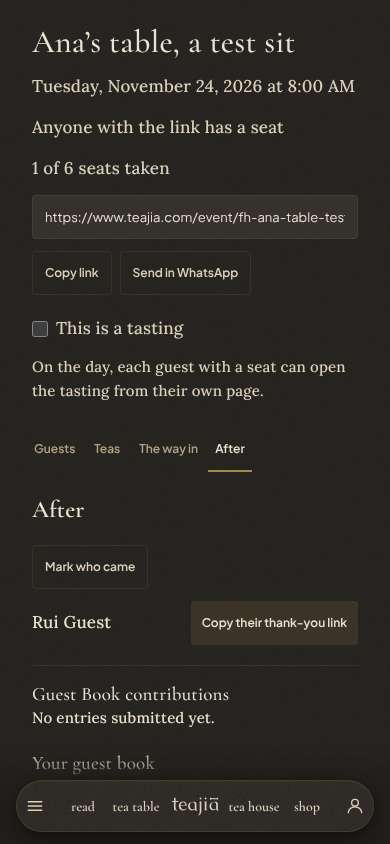 Ana’s table, a test sit
Tuesday, November 24, 2026 at 8:00 AM
Anyone with the link has a seat
1 of 6 seats taken
https://www.teajia.com/event/fh-ana-table-tes
Copy link
Send in WhatsApp
This is a tasting
On the day, each guest with a seat can open
the tasting from their own page.
Guests Teas The way in After
After
Mark who came
Rui Guest
Copy their thank-you link
Guest Book contributions
No entries submitted yet.
Your guest book
read tea table teajiā tea house shop